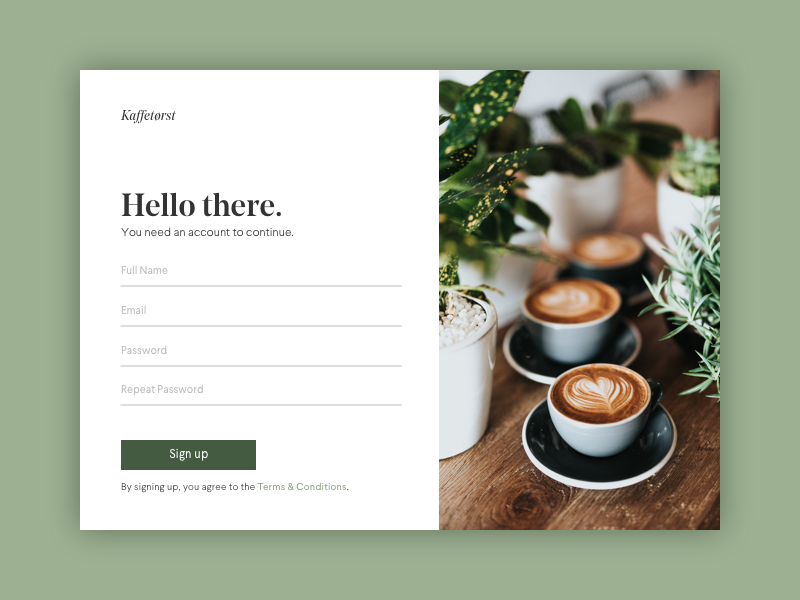 Kaffetørst
Hello there.
You need an account to continue.
Full Name
Email
Password
Repeat Password
Sign up
By signing up, you agree to the Terms & Conditions.